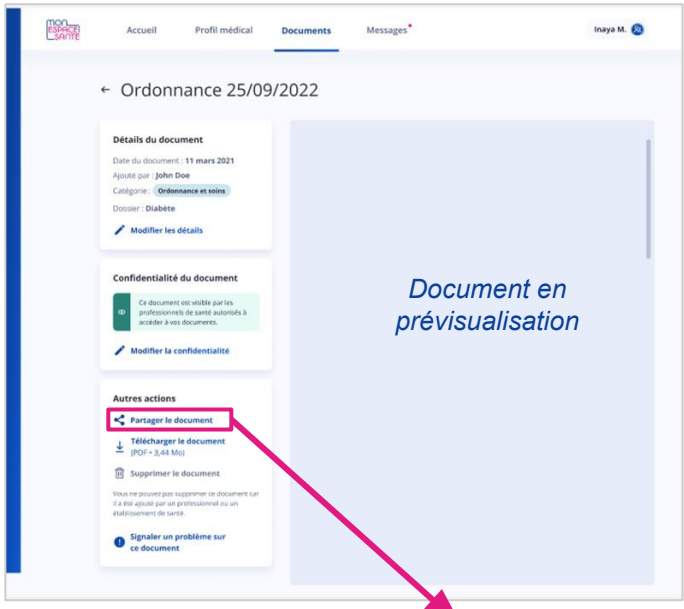 mon
ESPACE
SANTÉ
Accueil
Profil médical
Documents
Messages
Inaya M.
← Ordonnance 25/09/2022
Détails du document
Date du document : 11 mars 2021
Ajouté par : John Doe
Catégorie : Ordonnance et soins
Dossier : Diabète
Modifier les détails
Confidentialité du document
Ce document est visible par les
professionnels de santé autorisés à
accéder à vos documents.
Modifier la confidentialité
Autres actions
Partager le document
Télécharger le document
(PDF • 3,44 Mo)
Supprimer le document
Vous ne pouvez pas supprimer ce document car
il a été ajouté par un professionnel ou un
établissement de santé.
Signaler un problème sur
ce document
Document en
prévisualisation